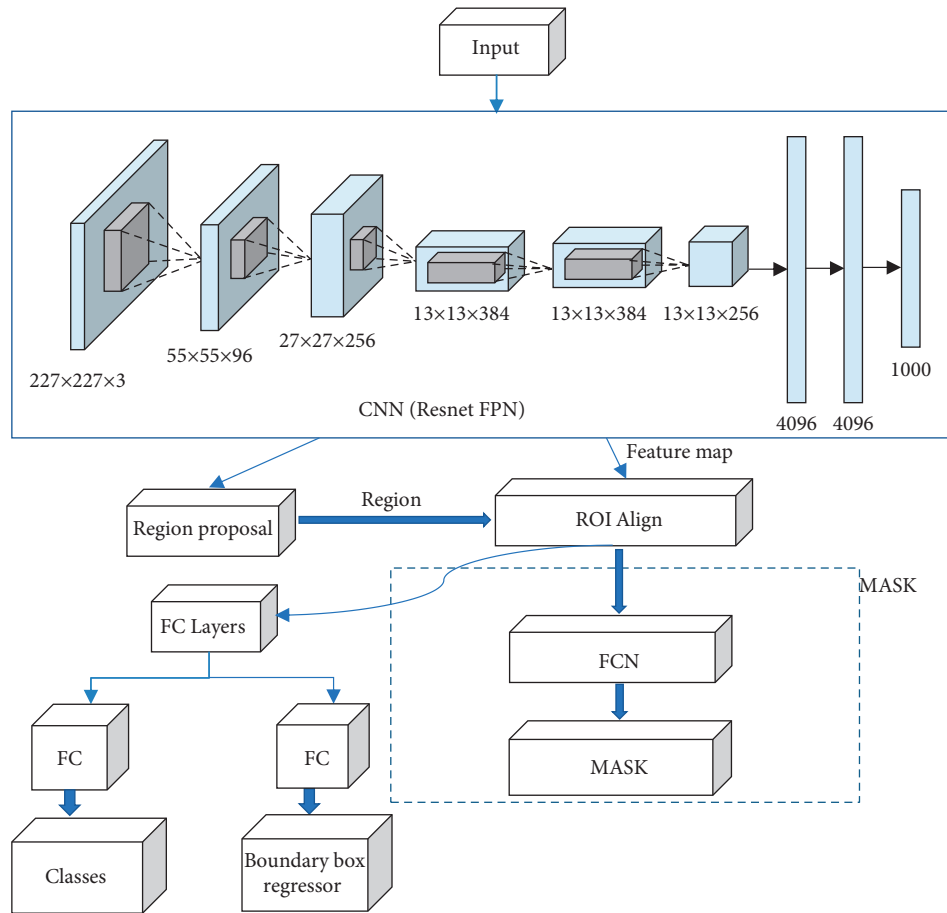 Input
227×227×3
55×55×96
27×27×256
13×13×384
13×13×384
13×13×256
4096
4096
1000
CNN (Resnet FPN)
Feature map
Region proposal
Region
ROI Align
MASK
FC Layers
FCN
FC
FC
MASK
Classes
Boundary box
regressor